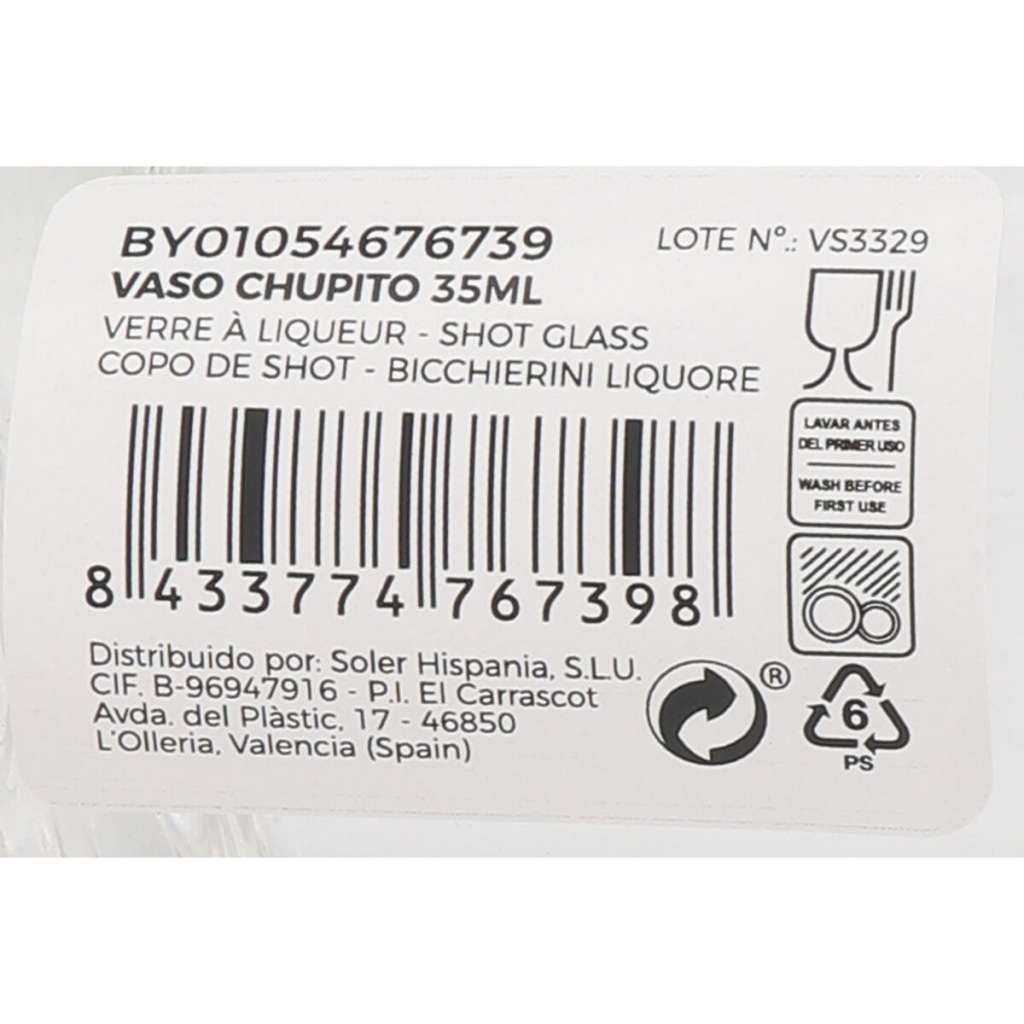 BY01054676739
LOTE Nº.: VS3329
VASO CHUPITO 35ML
VERRE À LIQUEUR - SHOT GLASS
COPO DE SHOT - BICCHIERINI LIQUORE
LAVAR ANTES
DEL PRIMER USO
WASH BEFORE
FIRST USE
8 433774 767398
Distribuido por: Soler Hispania, S.L.U.
CIF. B-96947916 - P.I. El Carrascot
Avda. del Plàstic, 17 - 46850
L'Olleria, Valencia (Spain)
®
6
PS